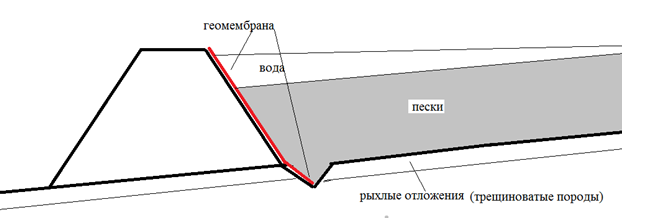 геомембрана
вода
пески
рыхлые отложения (трещиноватые породы)